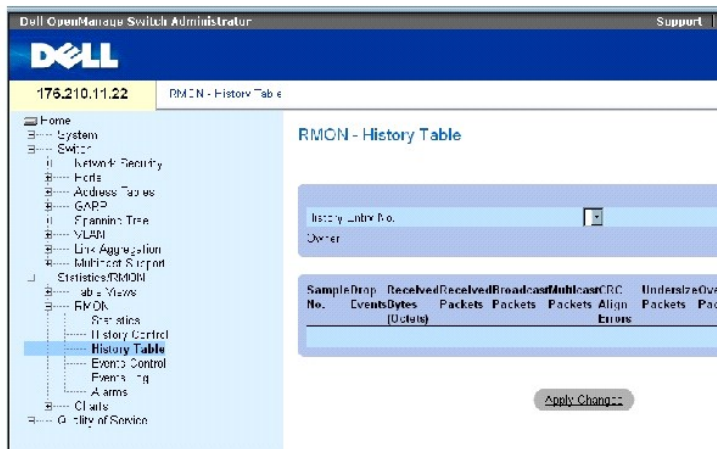 Dell OpenManage Switch Administrator
Support
DELL
176.210.11.22
RMON - History Table
Home
System
Switch
Network Security
Ports
Address Tables
GARP
Spanning Tree
VLAN
Link Aggregation
Multicast Support
Statistics/RMON
Table Views
RMON
Statistics
History Control
History Table
Events Control
Events Log
Alarms
Charts
Quality of Service
RMON - History Table
History Entry No.
Owner
Sample No.
Drop Events
Received Bytes (Octets)
Received Packets
Broadcast Packets
Multicast Packets
CRC Align Errors
Undersize Packets
Apply Changes